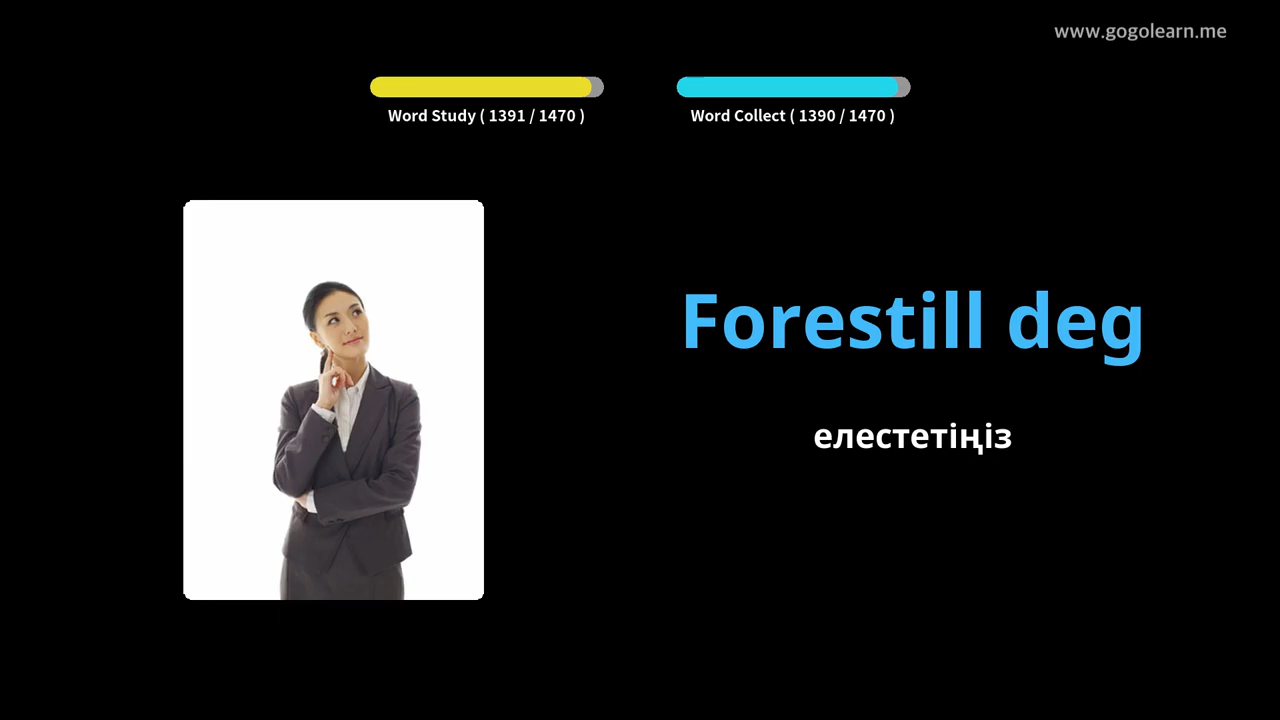 www.gogolearn.me
Word Study ( 1391 / 1470 )
Word Collect ( 1390 / 1470 )
Forestill deg
елестетіңіз